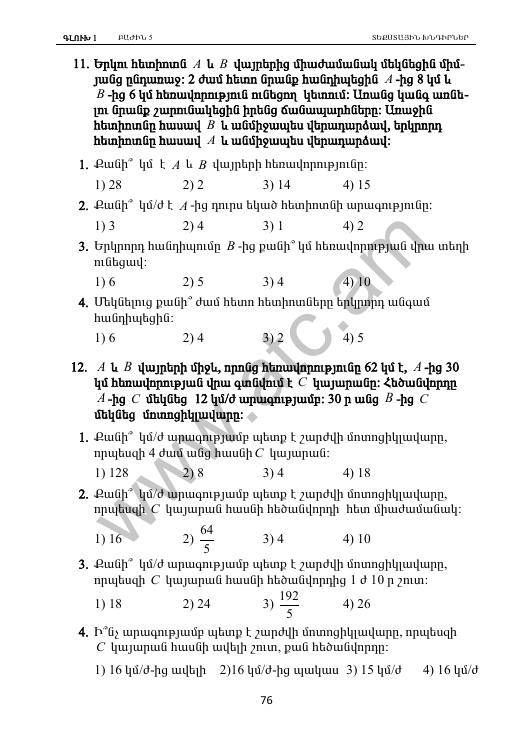 ԳԼՈՒԽ 1 ԲԱԺԻՆ 5 ՏԵՔՍՏԱՅԻՆ ԽՆԴԻՐՆԵՐ
11. Երկու հետիոտն A և B վայրերից միաժամանակ մեկնեցին միմ-
յանց ընդառաջ: 2 ժամ հետո նրանք հանդիպեցին A -ից 8 կմ և
B -ից 6 կմ հեռավորություն ունեցող կետում: Առանց կանգ առնե-
լու նրանք շարունակեցին իրենց ճանապարհները: Առաջին
հետիոտնը հասավ B և անմիջապես վերադարձավ, երկրորդ
հետիոտնը հասավ A և անմիջապես վերադարձավ:
1. Քանի՞ կմ է A և B վայրերի հեռավորությունը:
1) 28 2) 2 3) 14 4) 15
2. Քանի՞ կմ/ժ է A -ից դուրս եկած հետիոտնի արագությունը:
1) 3 2) 4 3) 1 4) 2
3. Երկրորդ հանդիպումը B -ից քանի՞ կմ հեռավորության վրա տեղի
ունեցավ:
1) 6 2) 5 3) 4 4) 10
4. Մեկնելուց քանի՞ ժամ հետո հետիոտները երկրորդ անգամ
հանդիպեցին:
1) 6 2) 4 3) 2 4) 5
12. A և B վայրերի միջև, որոնց հեռավորությունը 62 կմ է, A -ից 30
կմ հեռավորության վրա գտնվում է C կայարանը: Հեծանվորդը
A -ից C մեկնեց 12 կմ/ժ արագությամբ: 30 ր անց B -ից C
մեկնեց մոտոցիկլավարը:
1. Քանի՞ կմ/ժ արագությամբ պետք է շարժվի մոտոցիկլավարը,
որպեսզի 4 ժամ անց հասնի C կայարան:
1) 128 2) 8 3) 4 4) 18
2. Քանի՞ կմ/ժ արագությամբ պետք է շարժվի մոտոցիկլավարը,
որպեսզի C կայարան հասնի հեծանվորդի հետ միաժամանակ:
1) 16 2) 64/5 3) 4 4) 10
3. Քանի՞ կմ/ժ արագությամբ պետք է շարժվի մոտոցիկլավարը,
որպեսզի C կայարան հասնի հեծանվորդից 1 ժ 10 ր շուտ:
1) 18 2) 24 3) 192/5 4) 26
4. Ի՞նչ արագությամբ պետք է շարժվի մոտոցիկլավարը, որպեսզի
C կայարան հասնի ավելի շուտ, քան հեծանվորդը:
1) 16 կմ/ժ-ից ավելի 2)16 կմ/ժ-ից պակաս 3) 15 կմ/ժ 4) 16 կմ/ժ
76
www.atc.am